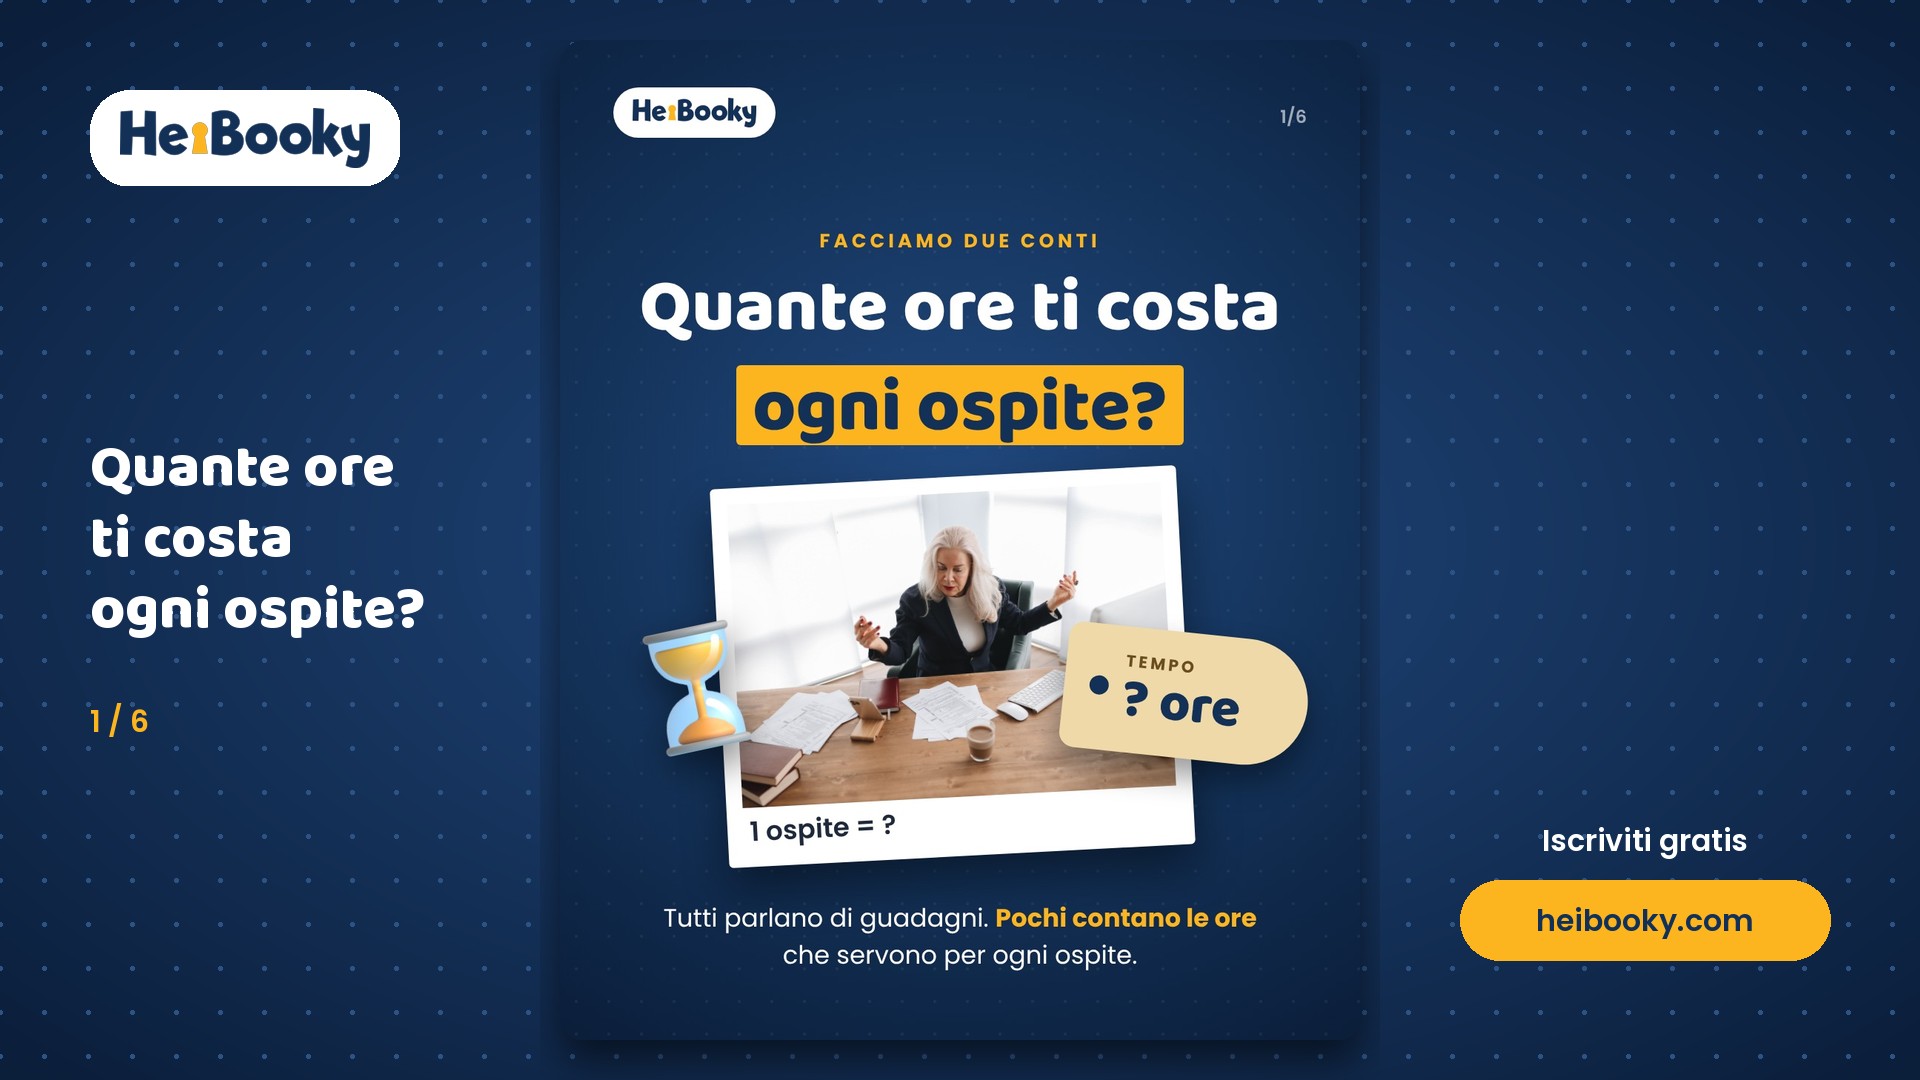 HeiBooky
Quante ore
ti costa
ogni ospite?
1 / 6
HeiBooky
1/6
FACCIAMO DUE CONTI
Quante ore ti costa
ogni ospite?
TEMPO
? ore
1 ospite = ?
Tutti parlano di guadagni. Pochi contano le ore
che servono per ogni ospite.
Iscriviti gratis
heibooky.com